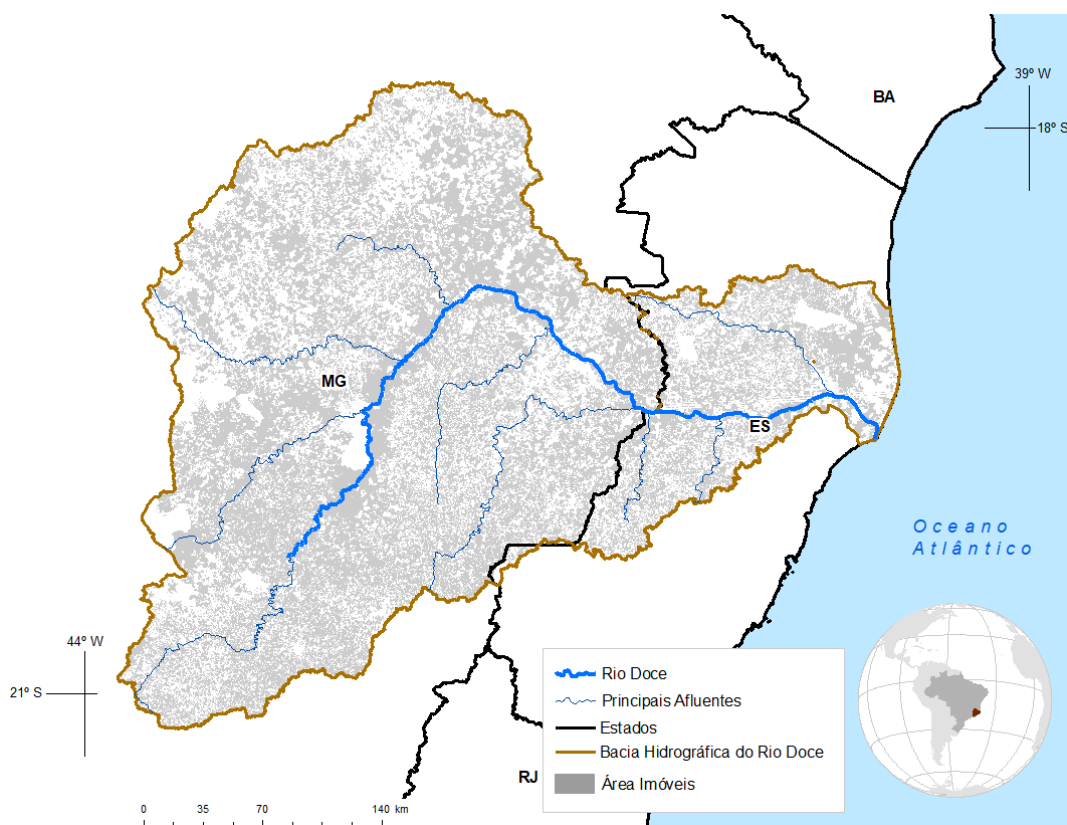 39º W
BA
18º S
MG
ES
Oceano
Atlântico
44º W
21º S
Rio Doce
Principais Afluentes
Estados
Bacia Hidrográfica do Rio Doce
Área Imóveis
RJ
0 35 70 140 km